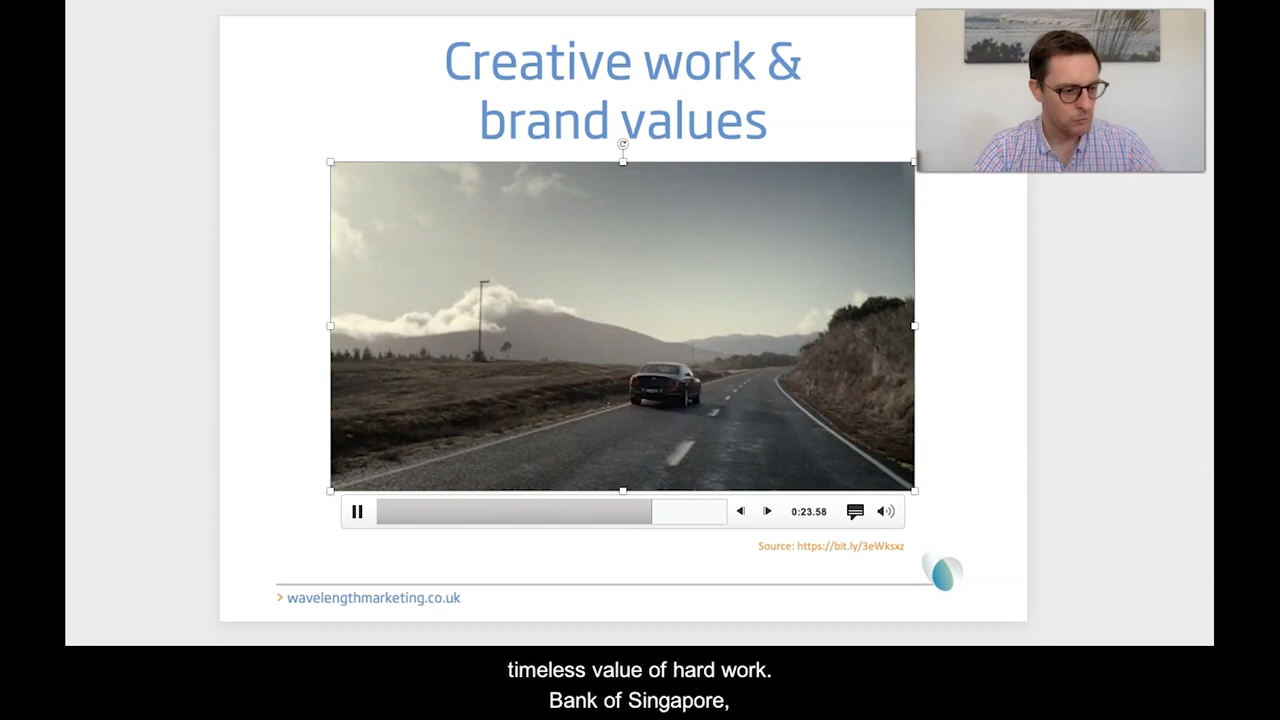 Creative work &
brand values
0:23.58
Source: https://bit.ly/3eWksxz
> wavelengthmarketing.co.uk
timeless value of hard work.
Bank of Singapore,